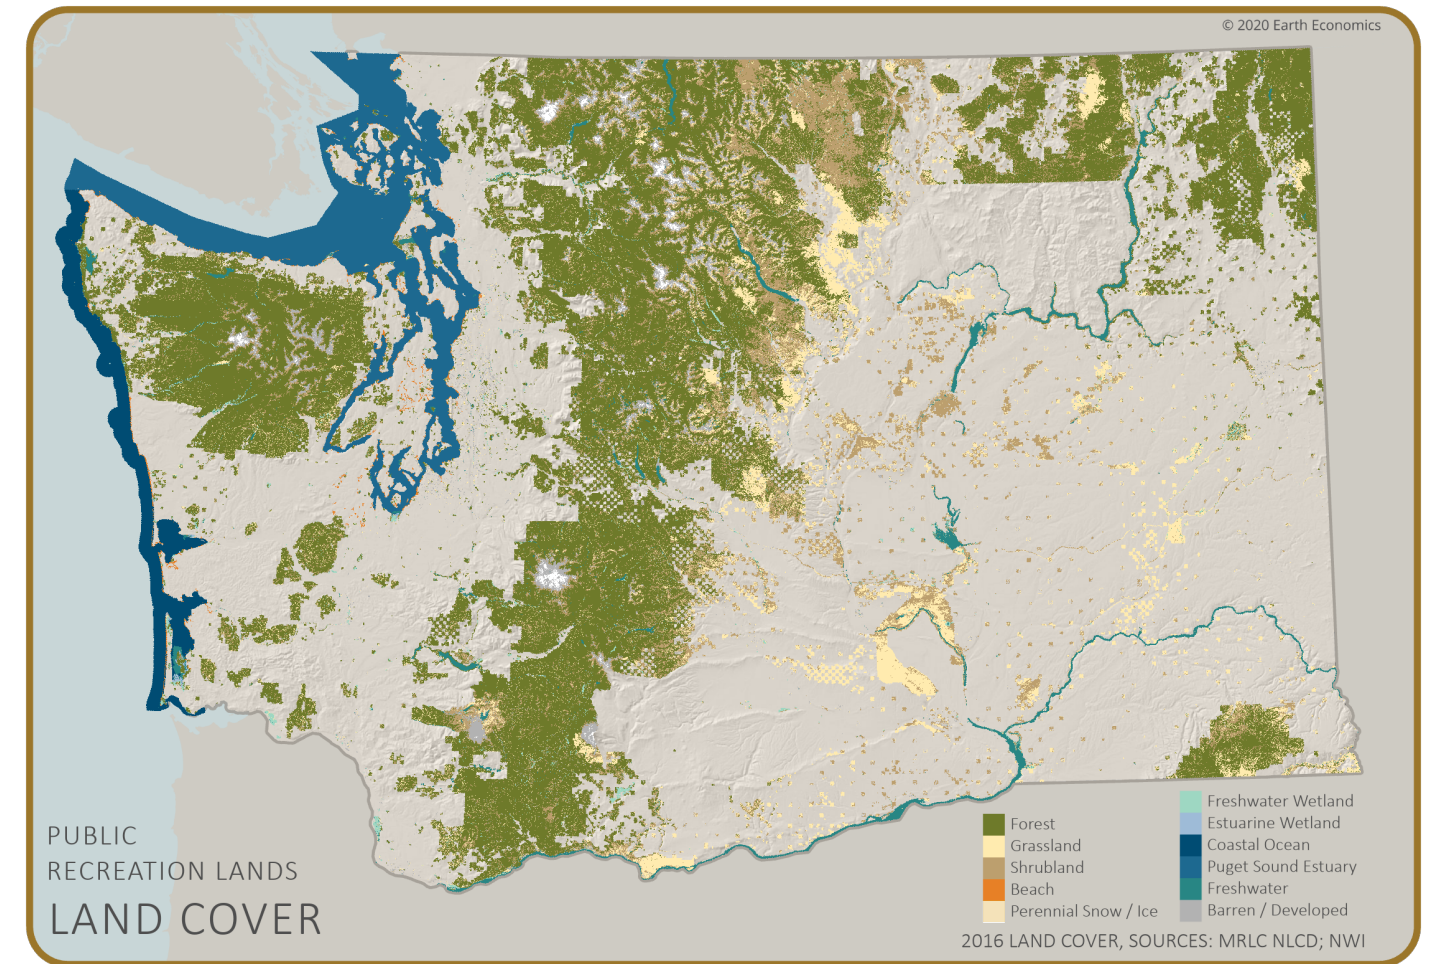 © 2020 Earth Economics
PUBLIC
RECREATION LANDS
LAND COVER
Forest
Grassland
Shrubland
Beach
Perennial Snow / Ice
Freshwater Wetland
Estuarine Wetland
Coastal Ocean
Puget Sound Estuary
Freshwater
Barren / Developed
2016 LAND COVER, SOURCES: MRLC NLCD; NWI